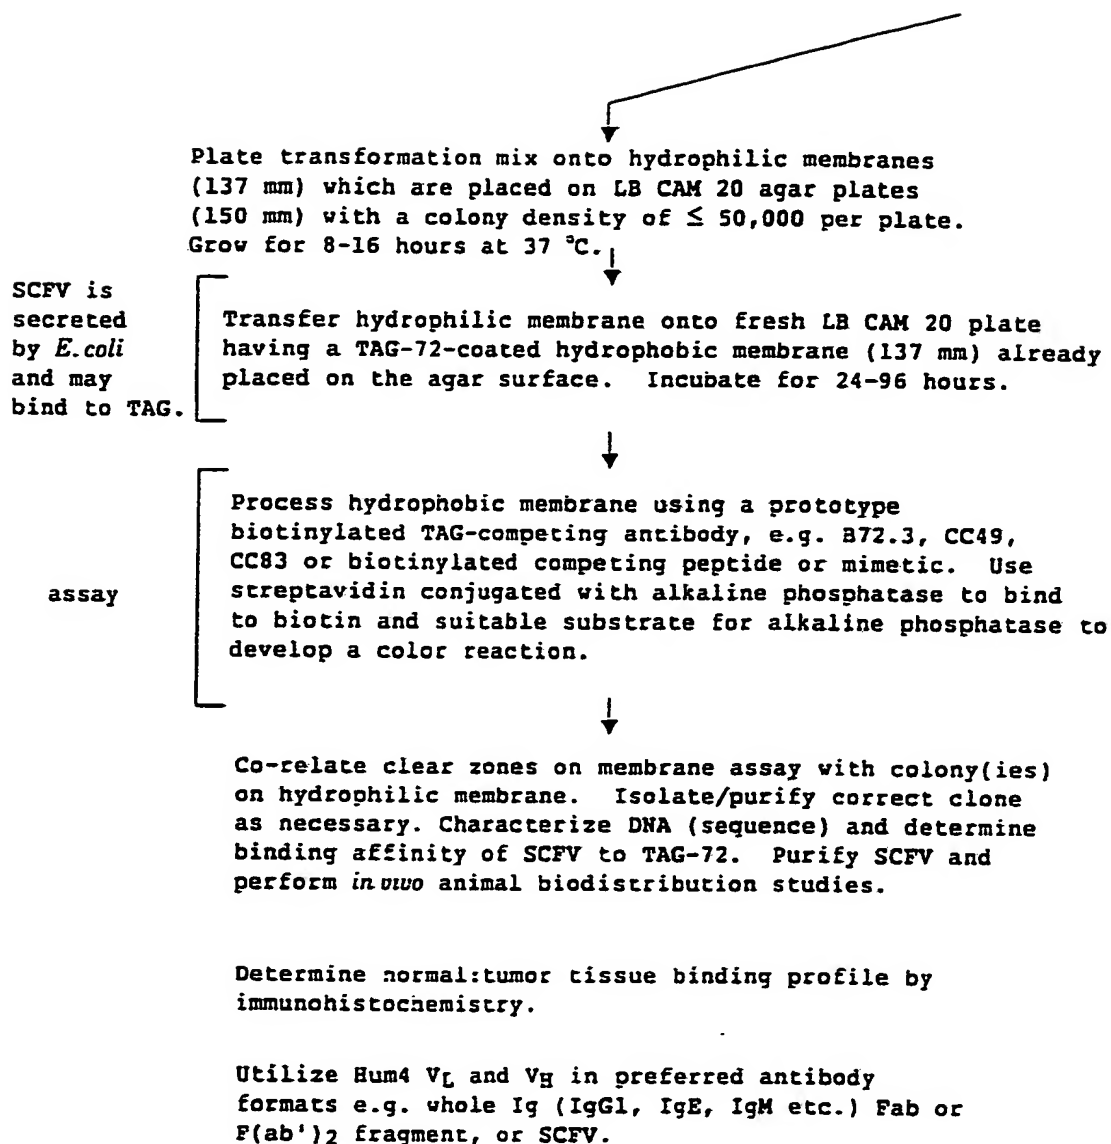 Plate transformation mix onto hydrophilic membranes
(137 mm) which are placed on LB CAM 20 agar plates
(150 mm) with a colony density of ≤ 50,000 per plate.
Grow for 8-16 hours at 37 °C.
SCFV is
secreted
by E.coli
and may
bind to TAG.
Transfer hydrophilic membrane onto fresh LB CAM 20 plate
having a TAG-72-coated hydrophobic membrane (137 mm) already
placed on the agar surface. Incubate for 24-96 hours.
assay
Process hydrophobic membrane using a prototype
biotinylated TAG-competing antibody, e.g. B72.3, CC49,
CC83 or biotinylated competing peptide or mimetic. Use
streptavidin conjugated with alkaline phosphatase to bind
to biotin and suitable substrate for alkaline phosphatase to
develop a color reaction.
Co-relate clear zones on membrane assay with colony(ies)
on hydrophilic membrane. Isolate/purify correct clone
as necessary. Characterize DNA (sequence) and determine
binding affinity of SCFV to TAG-72. Purify SCFV and
perform in vivo animal biodistribution studies.
Determine normal:tumor tissue binding profile by
immunohistochemistry.
Utilize Hum4 VL and VH in preferred antibody
formats e.g. whole Ig (IgG1, IgE, IgM etc.) Fab or
F(ab')2 fragment, or SCFV.